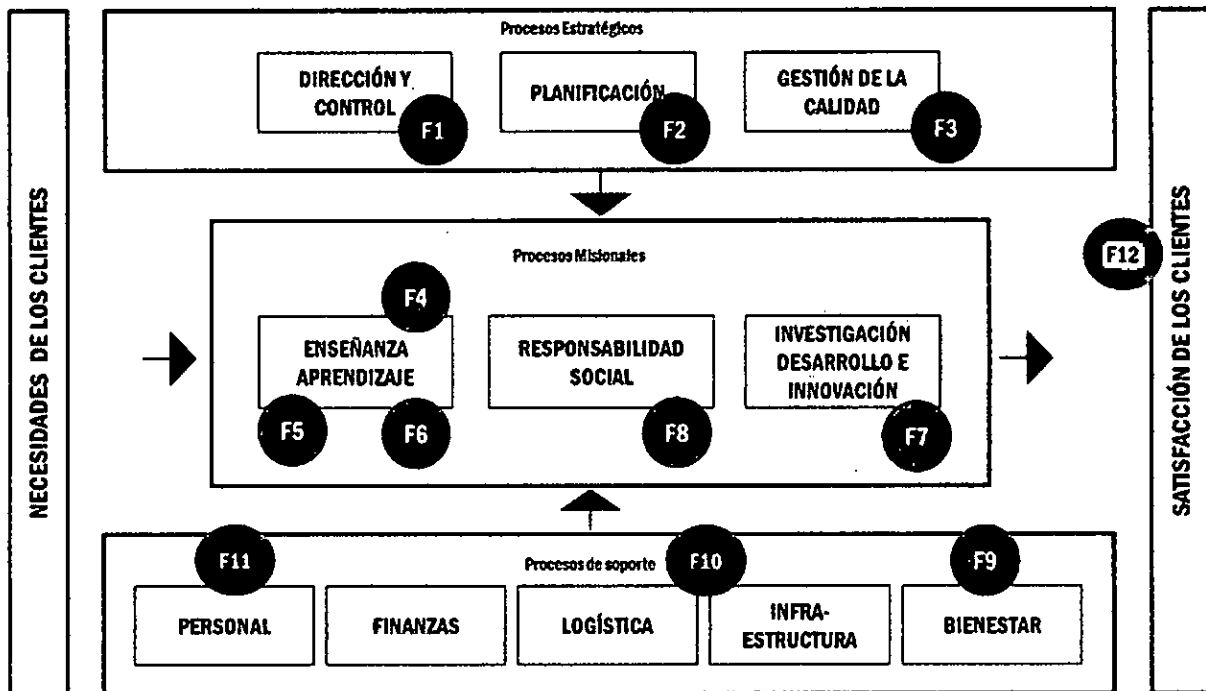 NECESIDADES DE LOS CLIENTES
Procesos Estratégicos
DIRECCIÓN Y
CONTROL
F1
PLANIFICACIÓN
F2
GESTIÓN DE LA
CALIDAD
F3
Procesos Misionales
F4
ENSEÑANZA
APRENDIZAJE
F5
F6
RESPONSABILIDAD
SOCIAL
F8
INVESTIGACIÓN
DESARROLLO E
INNOVACIÓN
F7
Procesos de soporte
F11
PERSONAL
FINANZAS
F10
LOGÍSTICA
INFRA-
ESTRUCTURA
F9
BIENESTAR
F12
SATISFACCIÓN DE LOS CLIENTES